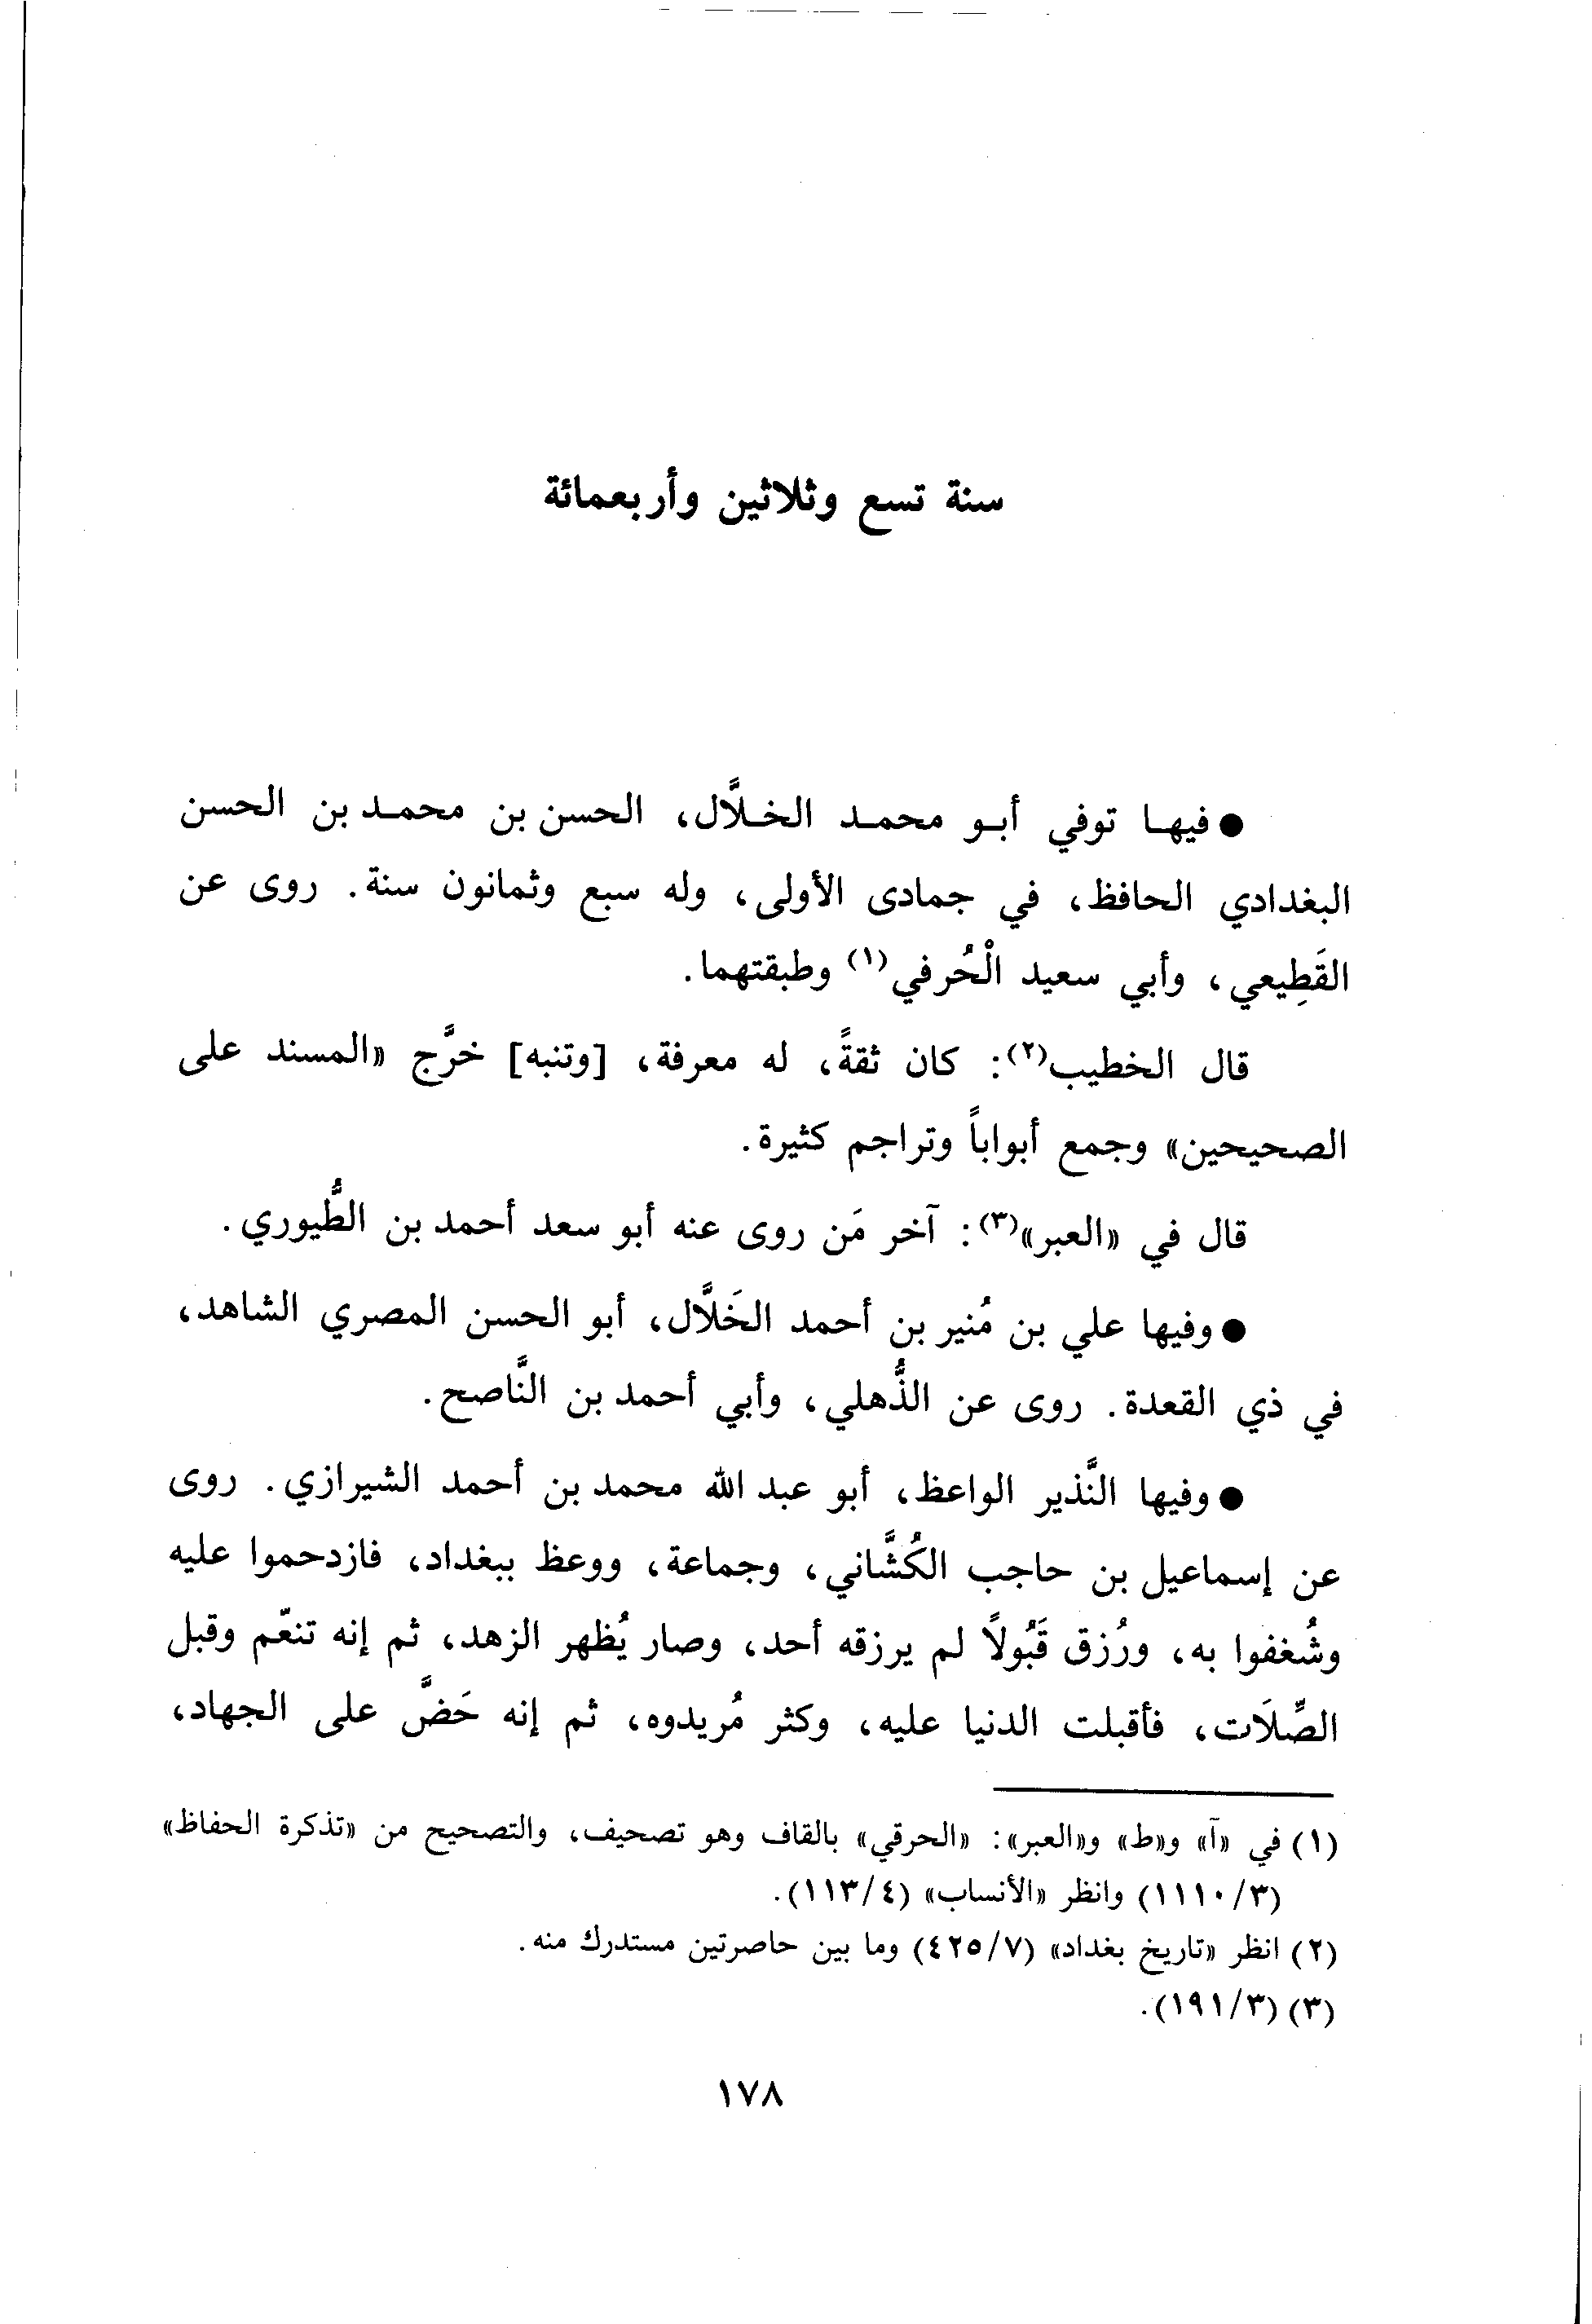 سنة تسع وثلاثين وأربعمائة
● فيها توفي أبو محمد الخلاَّل، الحسن بن محمد بن الحسن
البغدادي الحافظ، في جمادى الأولى، وله سبع وثمانون سنة. روى عن
القَطِيعي، وأبي سعيد الْحُرفي(١) وطبقتهما.
قال الخطيب(٢): كان ثقةً، له معرفة، [وتنبه] خرَّج «المسند على
الصحيحين» وجمع أبواباً وتراجم كثيرة.
قال في «العبر»(٣): آخر مَن روى عنه أبو سعد أحمد بن الطُّيوري.
● وفيها علي بن مُنير بن أحمد الخَلاَّل، أبو الحسن المصري الشاهد،
في ذي القعدة. روى عن الذُّهلي، وأبي أحمد بن النَّاصح.
● وفيها النَّذير الواعظ، أبو عبد الله محمد بن أحمد الشيرازي. روى
عن إسماعيل بن حاجب الكُشَّاني، وجماعة، ووعظ ببغداد، فازدحموا عليه
وشُغفوا به، ورُزق قَبُولاً لم يرزقه أحد، وصار يُظهر الزهد، ثم إنه تنعّم وقبل
الصِّلاَت، فأقبلت الدنيا عليه، وكثر مُريدوه، ثم إنه حَضَّ على الجهاد،
(١) في «آ» و«ط» و«العبر»: «الحرقي» بالقاف وهو تصحيف، والتصحيح من «تذكرة الحفاظ»
(٣/ ١١١٠) وانظر «الأنساب» (٤/ ١١٣).
(٢) انظر «تاريخ بغداد» (٧/ ٤٢٥) وما بين حاصرتين مستدرك منه.
(٣) (٣/ ١٩١).
١٧٨